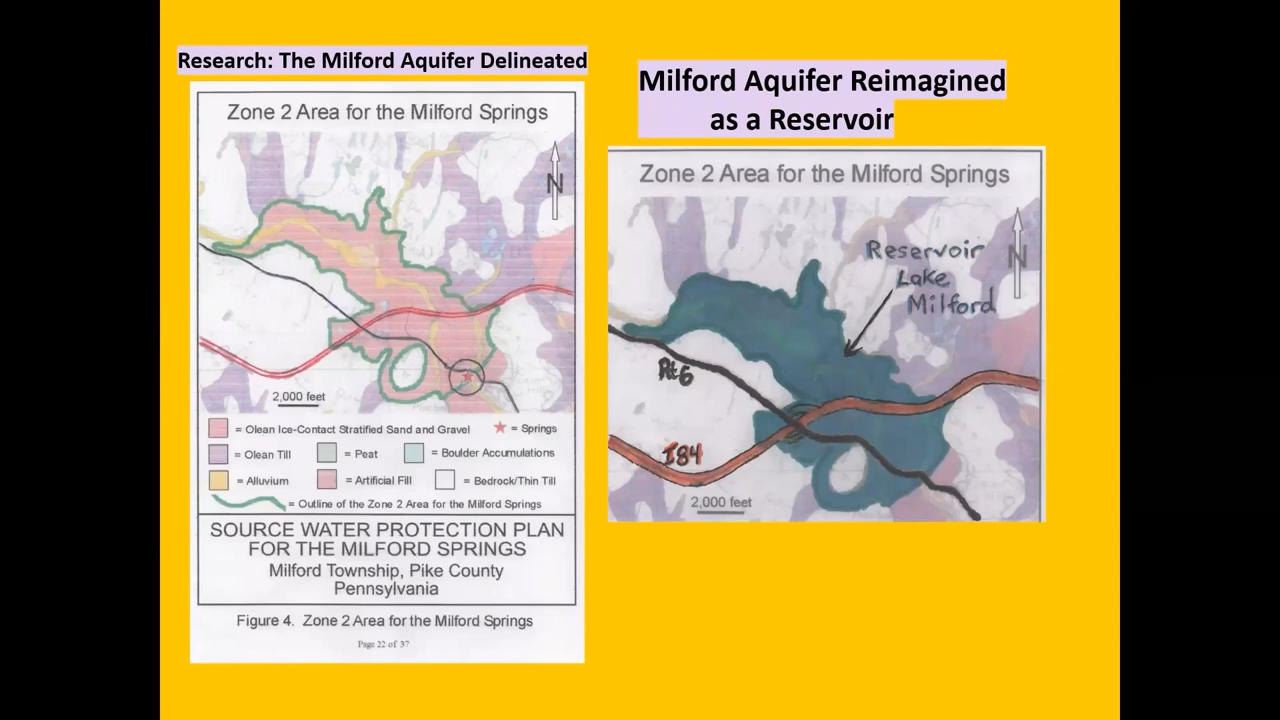 Research: The Milford Aquifer Delineated
Zone 2 Area for the Milford Springs
N
2,000 feet
= Olean Ice-Contact Stratified Sand and Gravel
= Springs
= Olean Till
= Peat
= Boulder Accumulations
= Alluvium
= Artificial Fill
= Bedrock/Thin Till
= Outline of the Zone 2 Area for the Milford Springs
SOURCE WATER PROTECTION PLAN
FOR THE MILFORD SPRINGS
Milford Township, Pike County
Pennsylvania
Figure 4. Zone 2 Area for the Milford Springs
Page 22 of 37
Milford Aquifer Reimagined
as a Reservoir
Zone 2 Area for the Milford Springs
N
Reservoir
Lake
Milford
Rt6
I84
2,000 feet